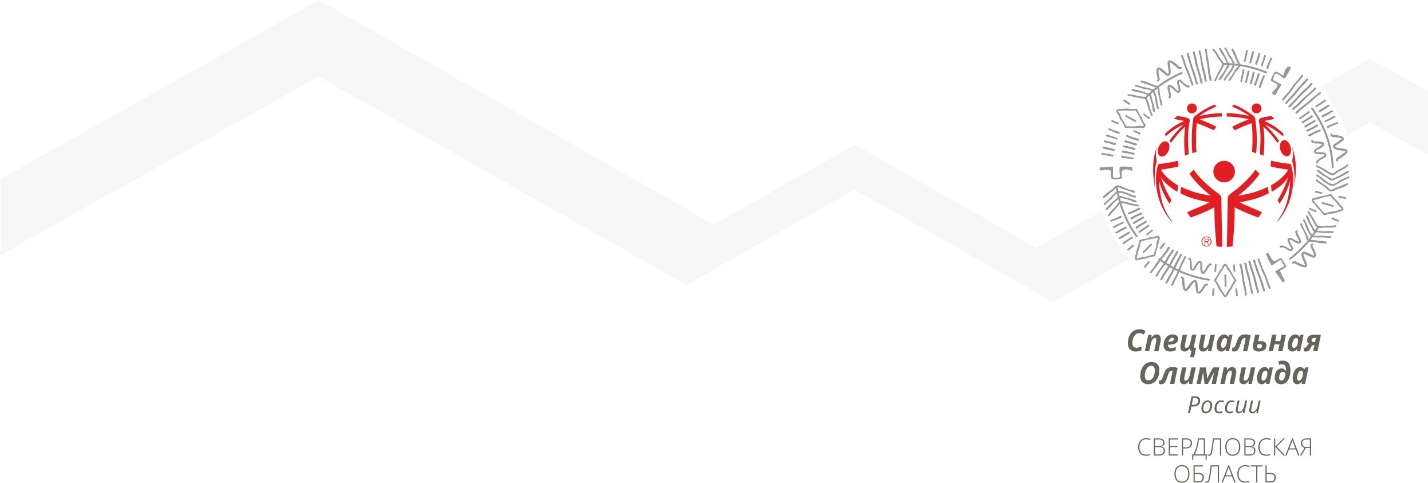 ®
Специальная
Олимпиада
России
СВЕРДЛОВСКАЯ
ОБЛАСТЬ